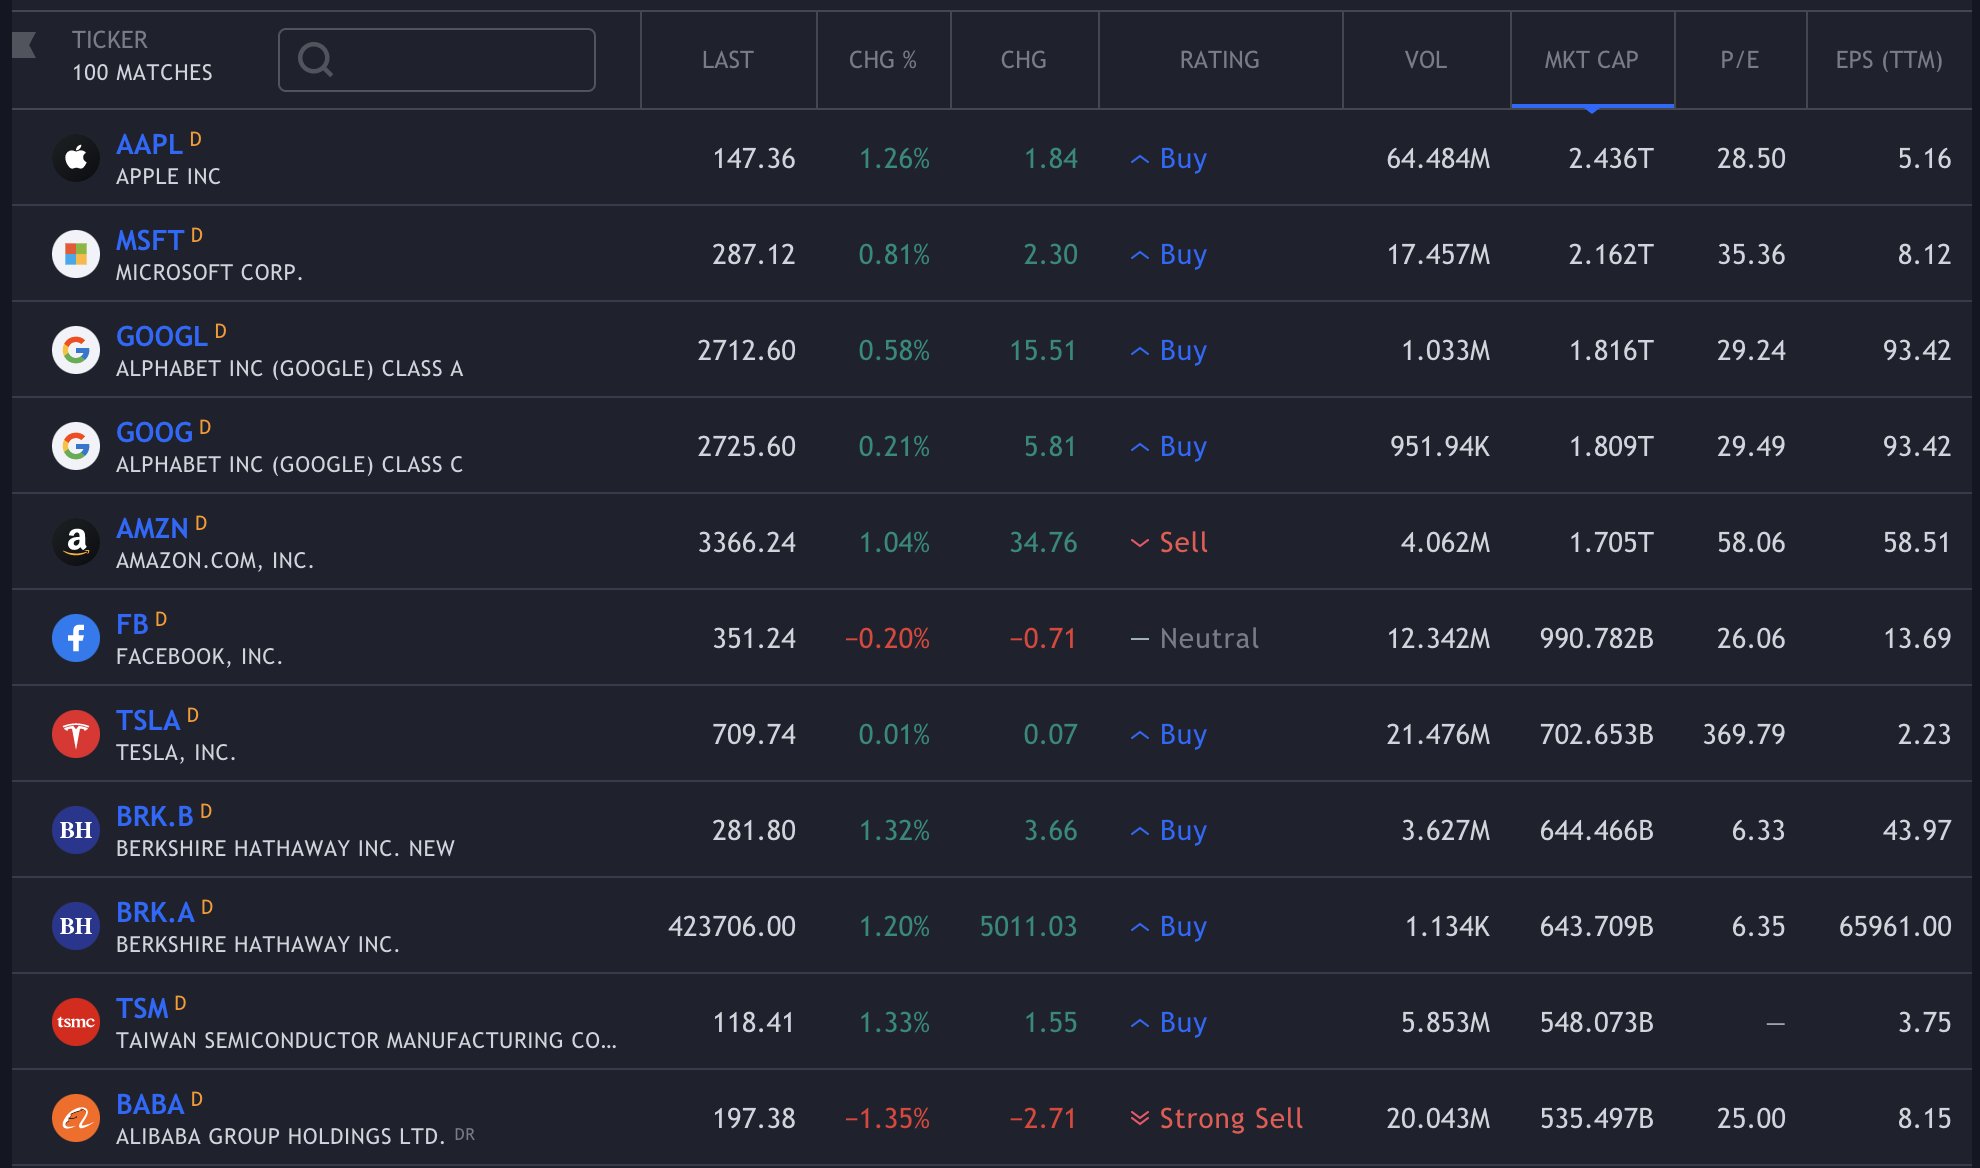 TICKER
100 MATCHES
LAST CHG % CHG RATING VOL MKT CAP P/E EPS (TTM)
AAPL D
APPLE INC
147.36 1.26% 1.84 Buy 64.484M 2.436T 28.50 5.16
MSFT D
MICROSOFT CORP.
287.12 0.81% 2.30 Buy 17.457M 2.162T 35.36 8.12
GOOGL D
ALPHABET INC (GOOGLE) CLASS A
2712.60 0.58% 15.51 Buy 1.033M 1.816T 29.24 93.42
GOOG D
ALPHABET INC (GOOGLE) CLASS C
2725.60 0.21% 5.81 Buy 951.94K 1.809T 29.49 93.42
AMZN D
AMAZON.COM, INC.
3366.24 1.04% 34.76 Sell 4.062M 1.705T 58.06 58.51
FB D
FACEBOOK, INC.
351.24 −0.20% −0.71 — Neutral 12.342M 990.782B 26.06 13.69
TSLA D
TESLA, INC.
709.74 0.01% 0.07 Buy 21.476M 702.653B 369.79 2.23
BH
BRK.B D
BERKSHIRE HATHAWAY INC. NEW
281.80 1.32% 3.66 Buy 3.627M 644.466B 6.33 43.97
BH
BRK.A D
BERKSHIRE HATHAWAY INC.
423706.00 1.20% 5011.03 Buy 1.134K 643.709B 6.35 65961.00
tsmc
TSM D
TAIWAN SEMICONDUCTOR MANUFACTURING CO...
118.41 1.33% 1.55 Buy 5.853M 548.073B — 3.75
BABA D
ALIBABA GROUP HOLDINGS LTD. DR
197.38 −1.35% −2.71 Strong Sell 20.043M 535.497B 25.00 8.15